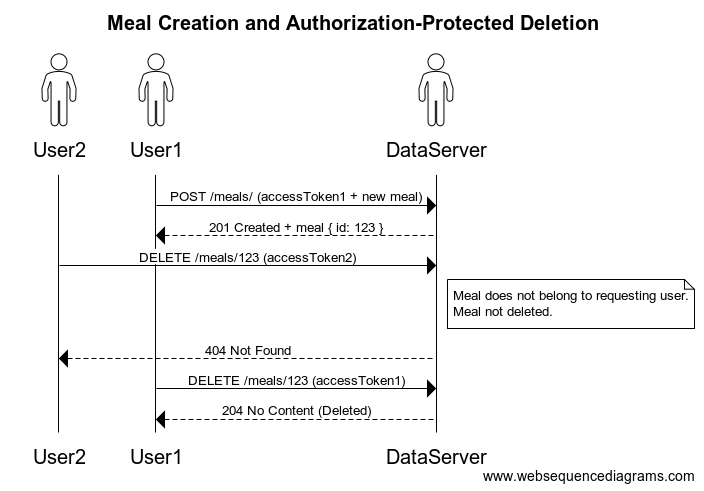 Meal Creation and Authorization-Protected Deletion
User2 User1 DataServer
POST /meals/ (accessToken1 + new meal)
201 Created + meal { id: 123 }
DELETE /meals/123 (accessToken2)
Meal does not belong to requesting user.
Meal not deleted.
404 Not Found
DELETE /meals/123 (accessToken1)
204 No Content (Deleted)
User2 User1 DataServer
www.websequencediagrams.com